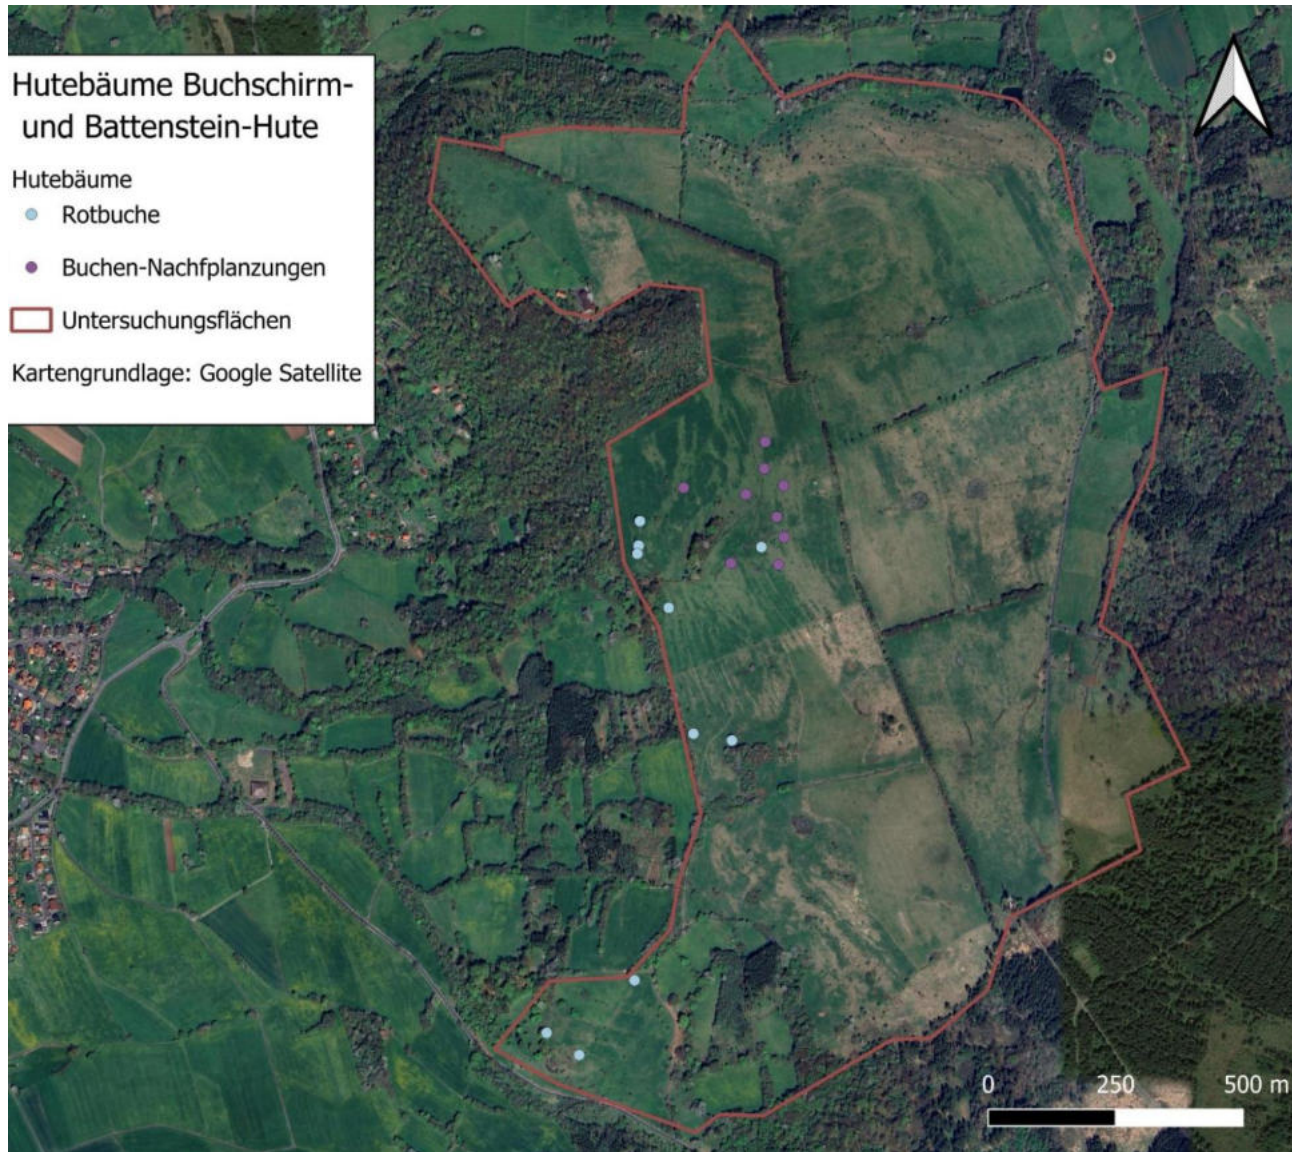 Hutebäume Buchschirm-
und Battenstein-Hute
Hutebäume
Rotbuche
Buchen-Nachfplanzungen
Untersuchungsflächen
Kartengrundlage: Google Satellite
0 250 500 m